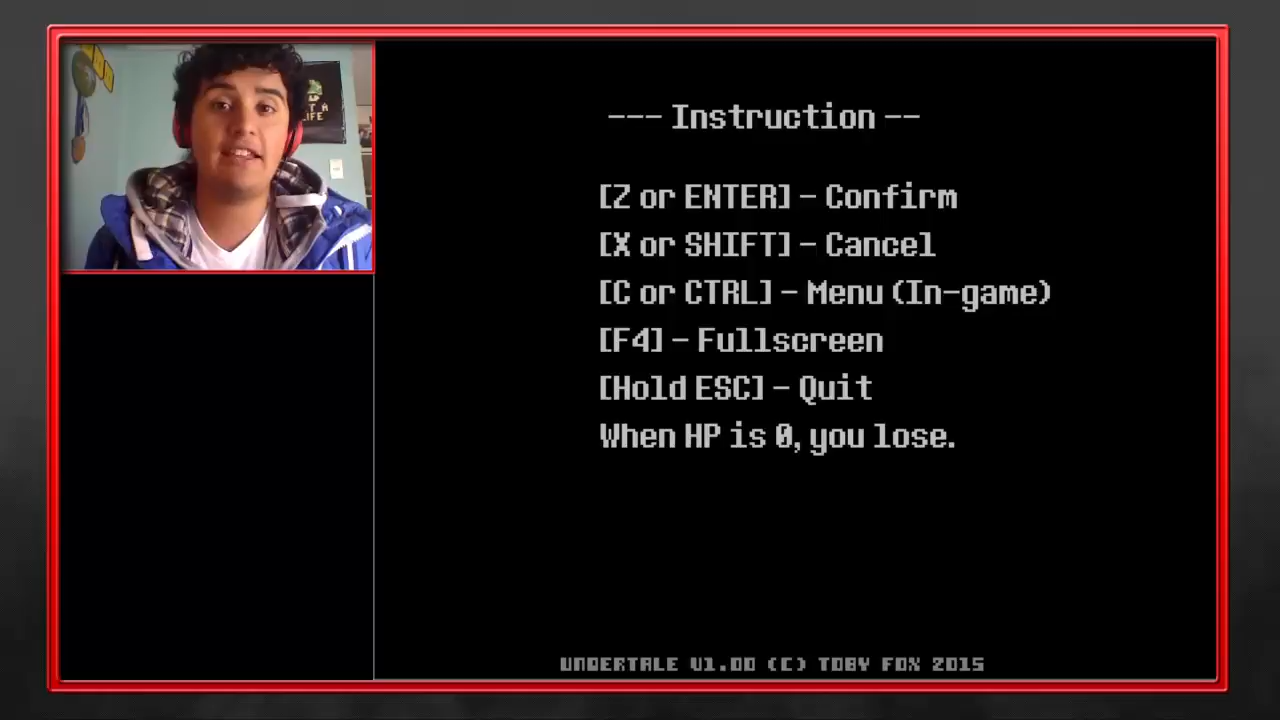 --- Instruction --
[Z or ENTER] - Confirm
[X or SHIFT] - Cancel
[C or CTRL] - Menu (In-game)
[F4] - Fullscreen
[Hold ESC] - Quit
When HP is 0, you lose.
UNDERTALE V1.00 (C) TOBY FOX 2015
LIFE